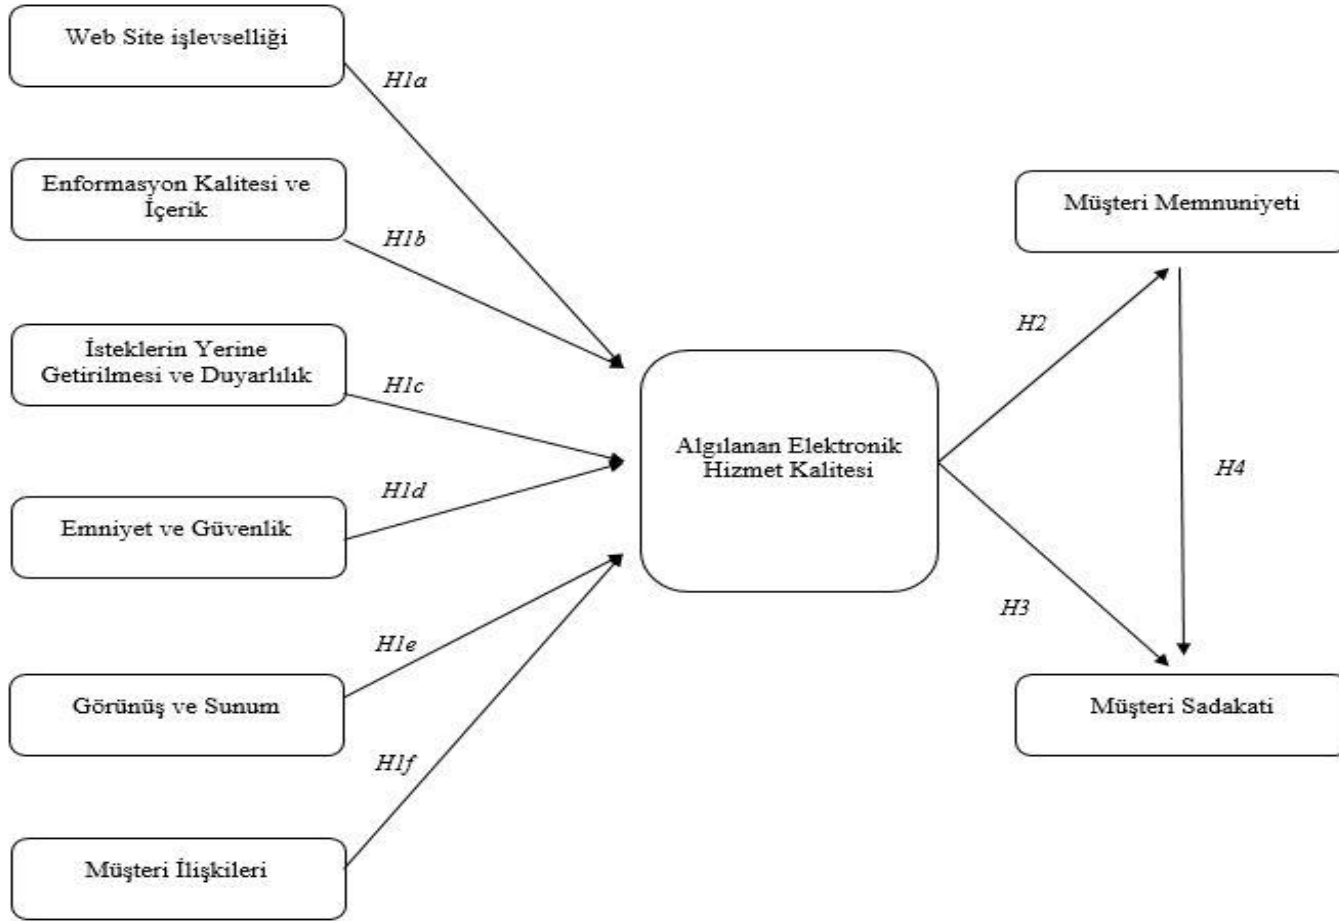 Web Site işlevselliği
H1a
Enformasyon Kalitesi ve
İçerik
H1b
İsteklerin Yerine
Getirilmesi ve Duyarlılık
H1c
Emniyet ve Güvenlik
H1d
Görünüş ve Sunum
H1e
Müşteri İlişkileri
H1f
Algılanan Elektronik
Hizmet Kalitesi
H2
H3
Müşteri Memnuniyeti
H4
Müşteri Sadakati